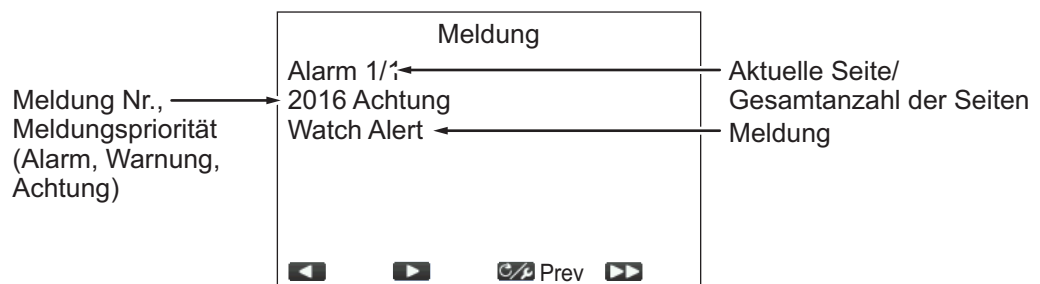 Meldung
Alarm 1/1
2016 Achtung
Watch Alert
Prev
Meldung Nr.,
Meldungspriorität
(Alarm, Warnung,
Achtung)
Aktuelle Seite/
Gesamtanzahl der Seiten
Meldung